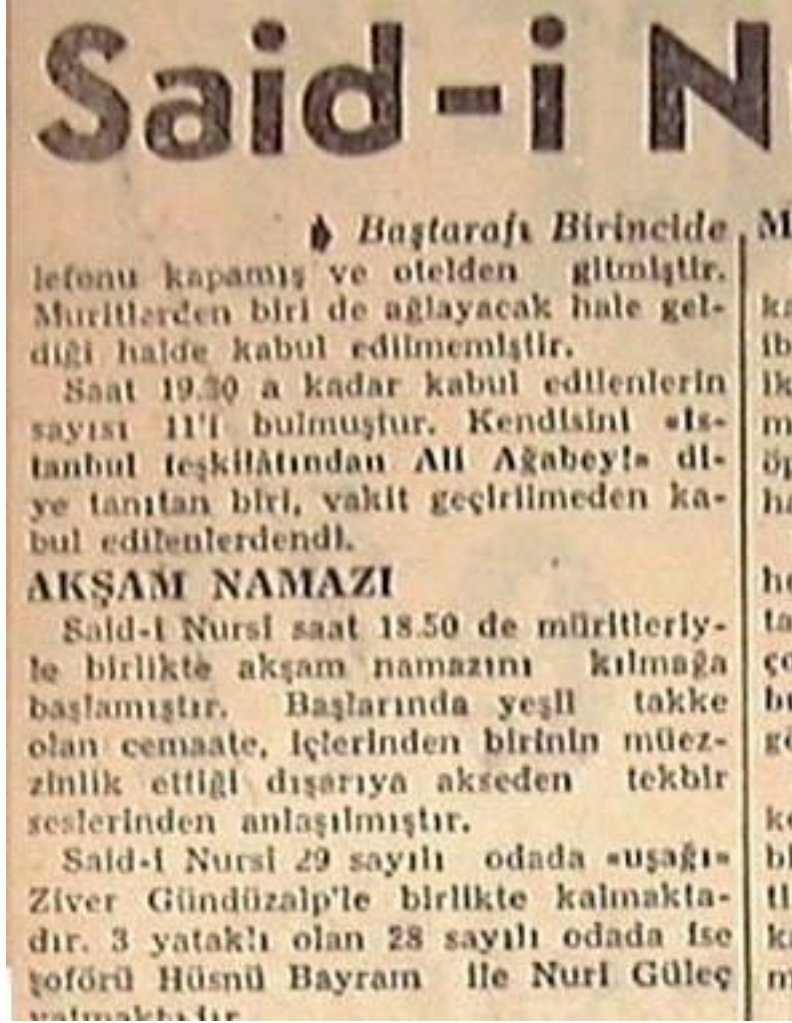 Said-i N
Baştarafı Birincide
lefonu kapamış ve otelden gitmiştir.
Muritlerden biri de ağlayacak hale gel-
diği halde kabul edilmemiştir.
Saat 19.30 a kadar kabul edilenlerin
sayısı 11'i bulmuştur. Kendisini «İs-
tanbul teşkilâtından Ali Ağabeyi» di-
ye tanıtan biri, vakit geçirilmeden ka-
bul edilenlerdendi.
AKŞAM NAMAZI
Said-i Nursi saat 18.50 de müritleriy-
le birlikte akşam namazını kılmağa
başlamıştır. Başlarında yeşil takke
olan cemaate, içlerinden birinin müez-
zinlik ettiği dışarıya akseden tekbir
seslerinden anlaşılmıştır.
Said-i Nursi 29 sayılı odada «uşağı»
Ziver Gündüzalp'le birlikte kalmakta-
dır. 3 yataklı olan 28 sayılı odada ise
şoförü Hüsnü Bayram ile Nuri Güleç
yatmaktadır.